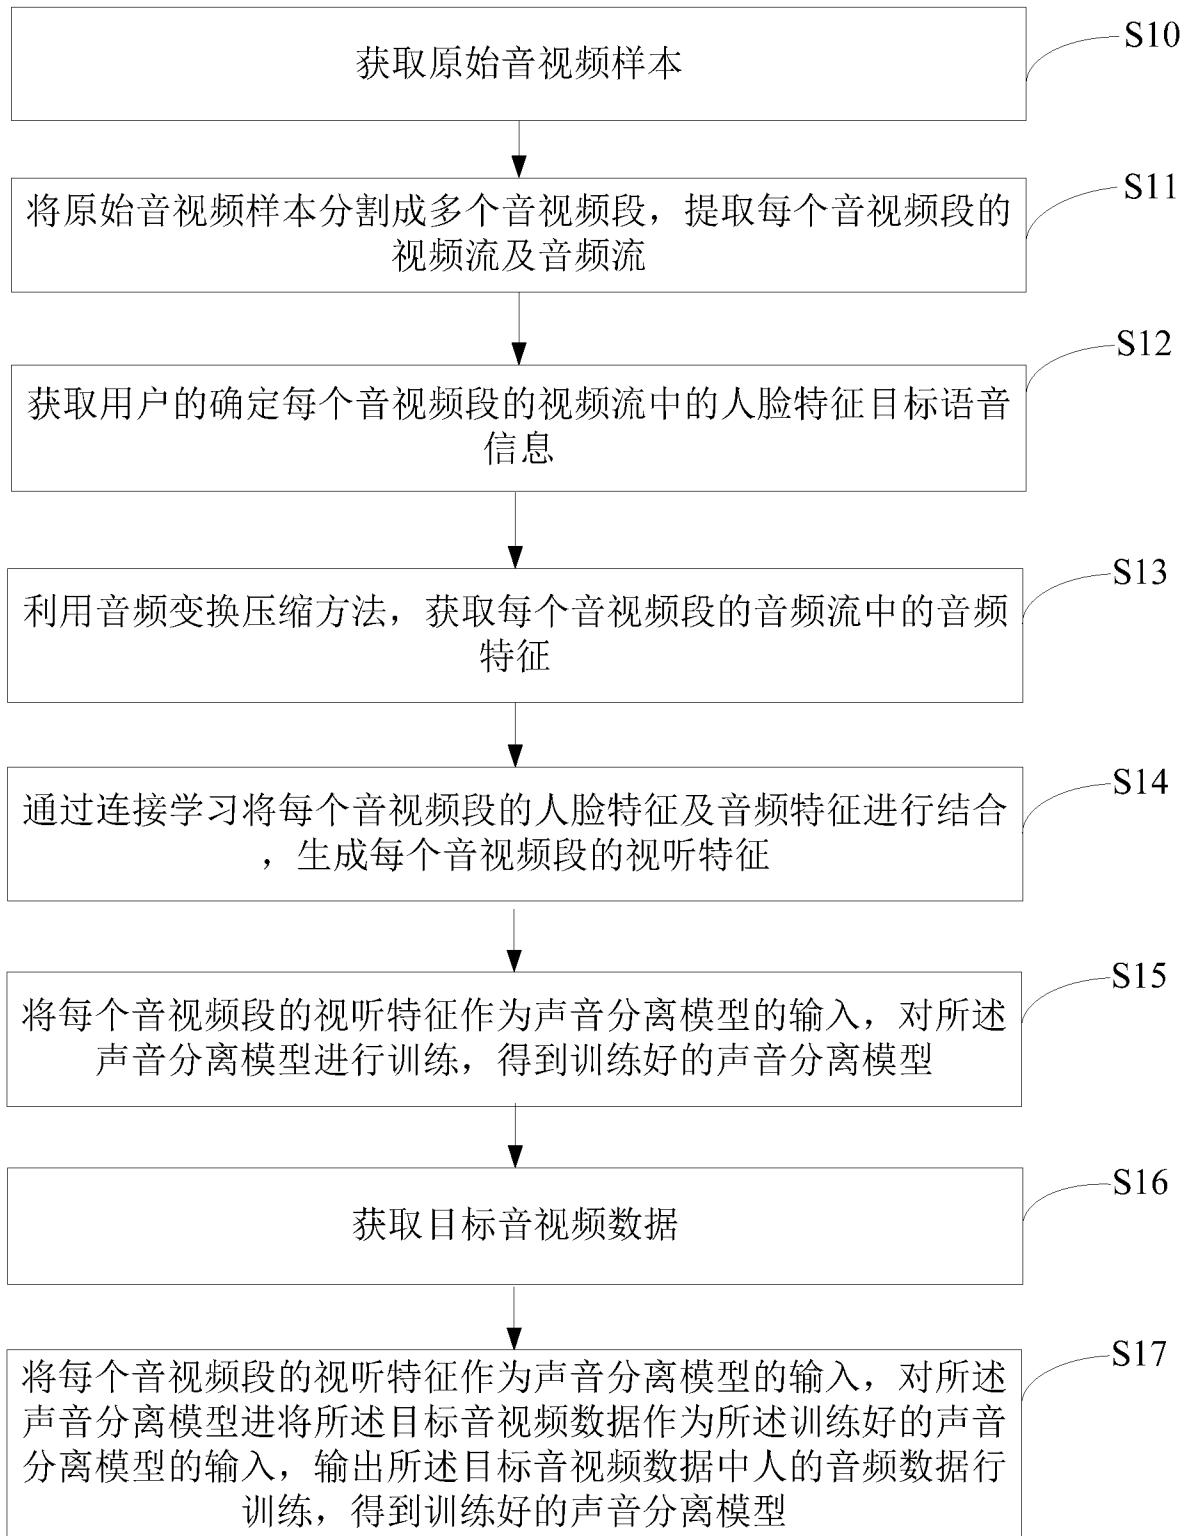 获取原始音视频样本
S10
将原始音视频样本分割成多个音视频段，提取每个音视频段的
视频流及音频流
S11
获取用户的确定每个音视频段的视频流中的人脸特征目标语音
信息
S12
利用音频变换压缩方法，获取每个音视频段的音频流中的音频
特征
S13
通过连接学习将每个音视频段的人脸特征及音频特征进行结合
，生成每个音视频段的视听特征
S14
将每个音视频段的视听特征作为声音分离模型的输入，对所述
声音分离模型进行训练，得到训练好的声音分离模型
S15
获取目标音视频数据
S16
将每个音视频段的视听特征作为声音分离模型的输入，对所述
声音分离模型进将所述目标音视频数据作为所述训练好的声音
分离模型的输入，输出所述目标音视频数据中人的音频数据行
训练，得到训练好的声音分离模型
S17